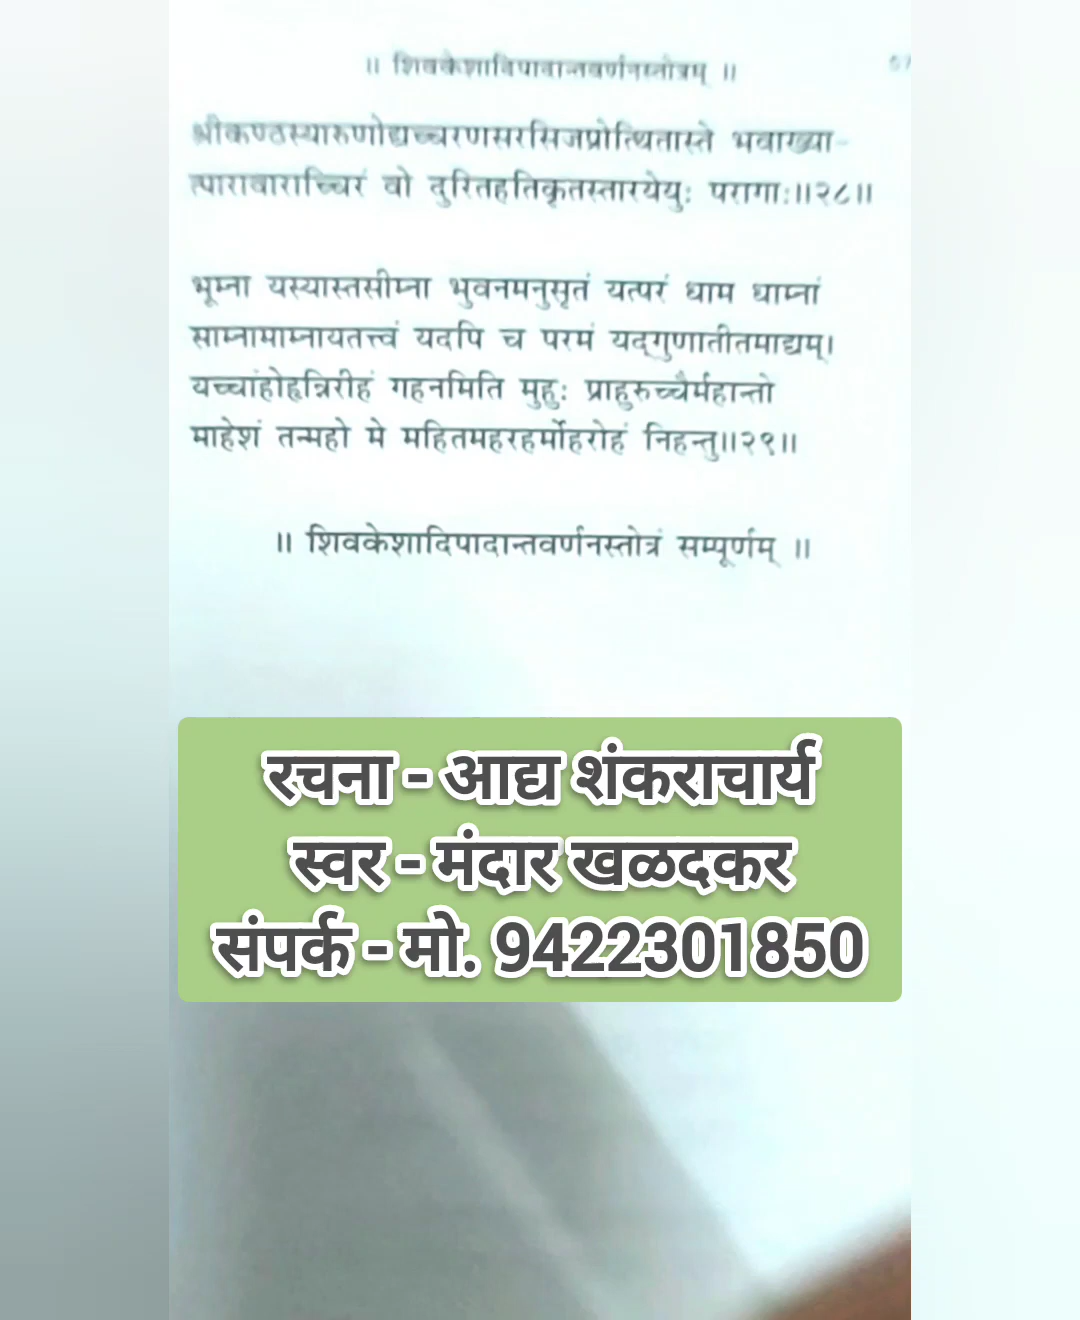 ॥ शिवकेशादिपादान्तवर्णनस्तोत्रम् ॥
श्रीकण्ठस्यारुणोद्यच्चरणसरसिजप्रोत्थितास्ते भवाख्या-
त्पारावाराच्चिरं वो दुरितहतिकृतस्तारयेयुः परागाः॥२८॥
भूम्ना यस्यास्तसीम्ना भुवनमनुसृतं यत्परं धाम धाम्नां
साम्नामाम्नायतत्त्वं यदपि च परमं यद्गुणातीतमाद्यम्।
यच्चांहोहन्निरीहं गहनमिति मुहुः प्राहुरुच्चैर्महान्तो
माहेशं तन्महो मे महितमहरहर्मोहरोहं निहन्तु॥२९॥
॥ शिवकेशादिपादान्तवर्णनस्तोत्रं सम्पूर्णम् ॥
रचना - आद्य शंकराचार्य
स्वर - मंदार खळदकर
संपर्क - मो. 9422301850